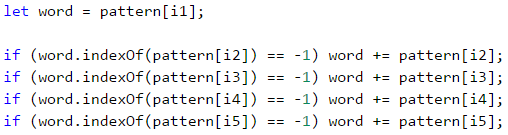 let word = pattern[i1];
if (word.indexOf(pattern[i2]) == -1) word += pattern[i2];
if (word.indexOf(pattern[i3]) == -1) word += pattern[i3];
if (word.indexOf(pattern[i4]) == -1) word += pattern[i4];
if (word.indexOf(pattern[i5]) == -1) word += pattern[i5];